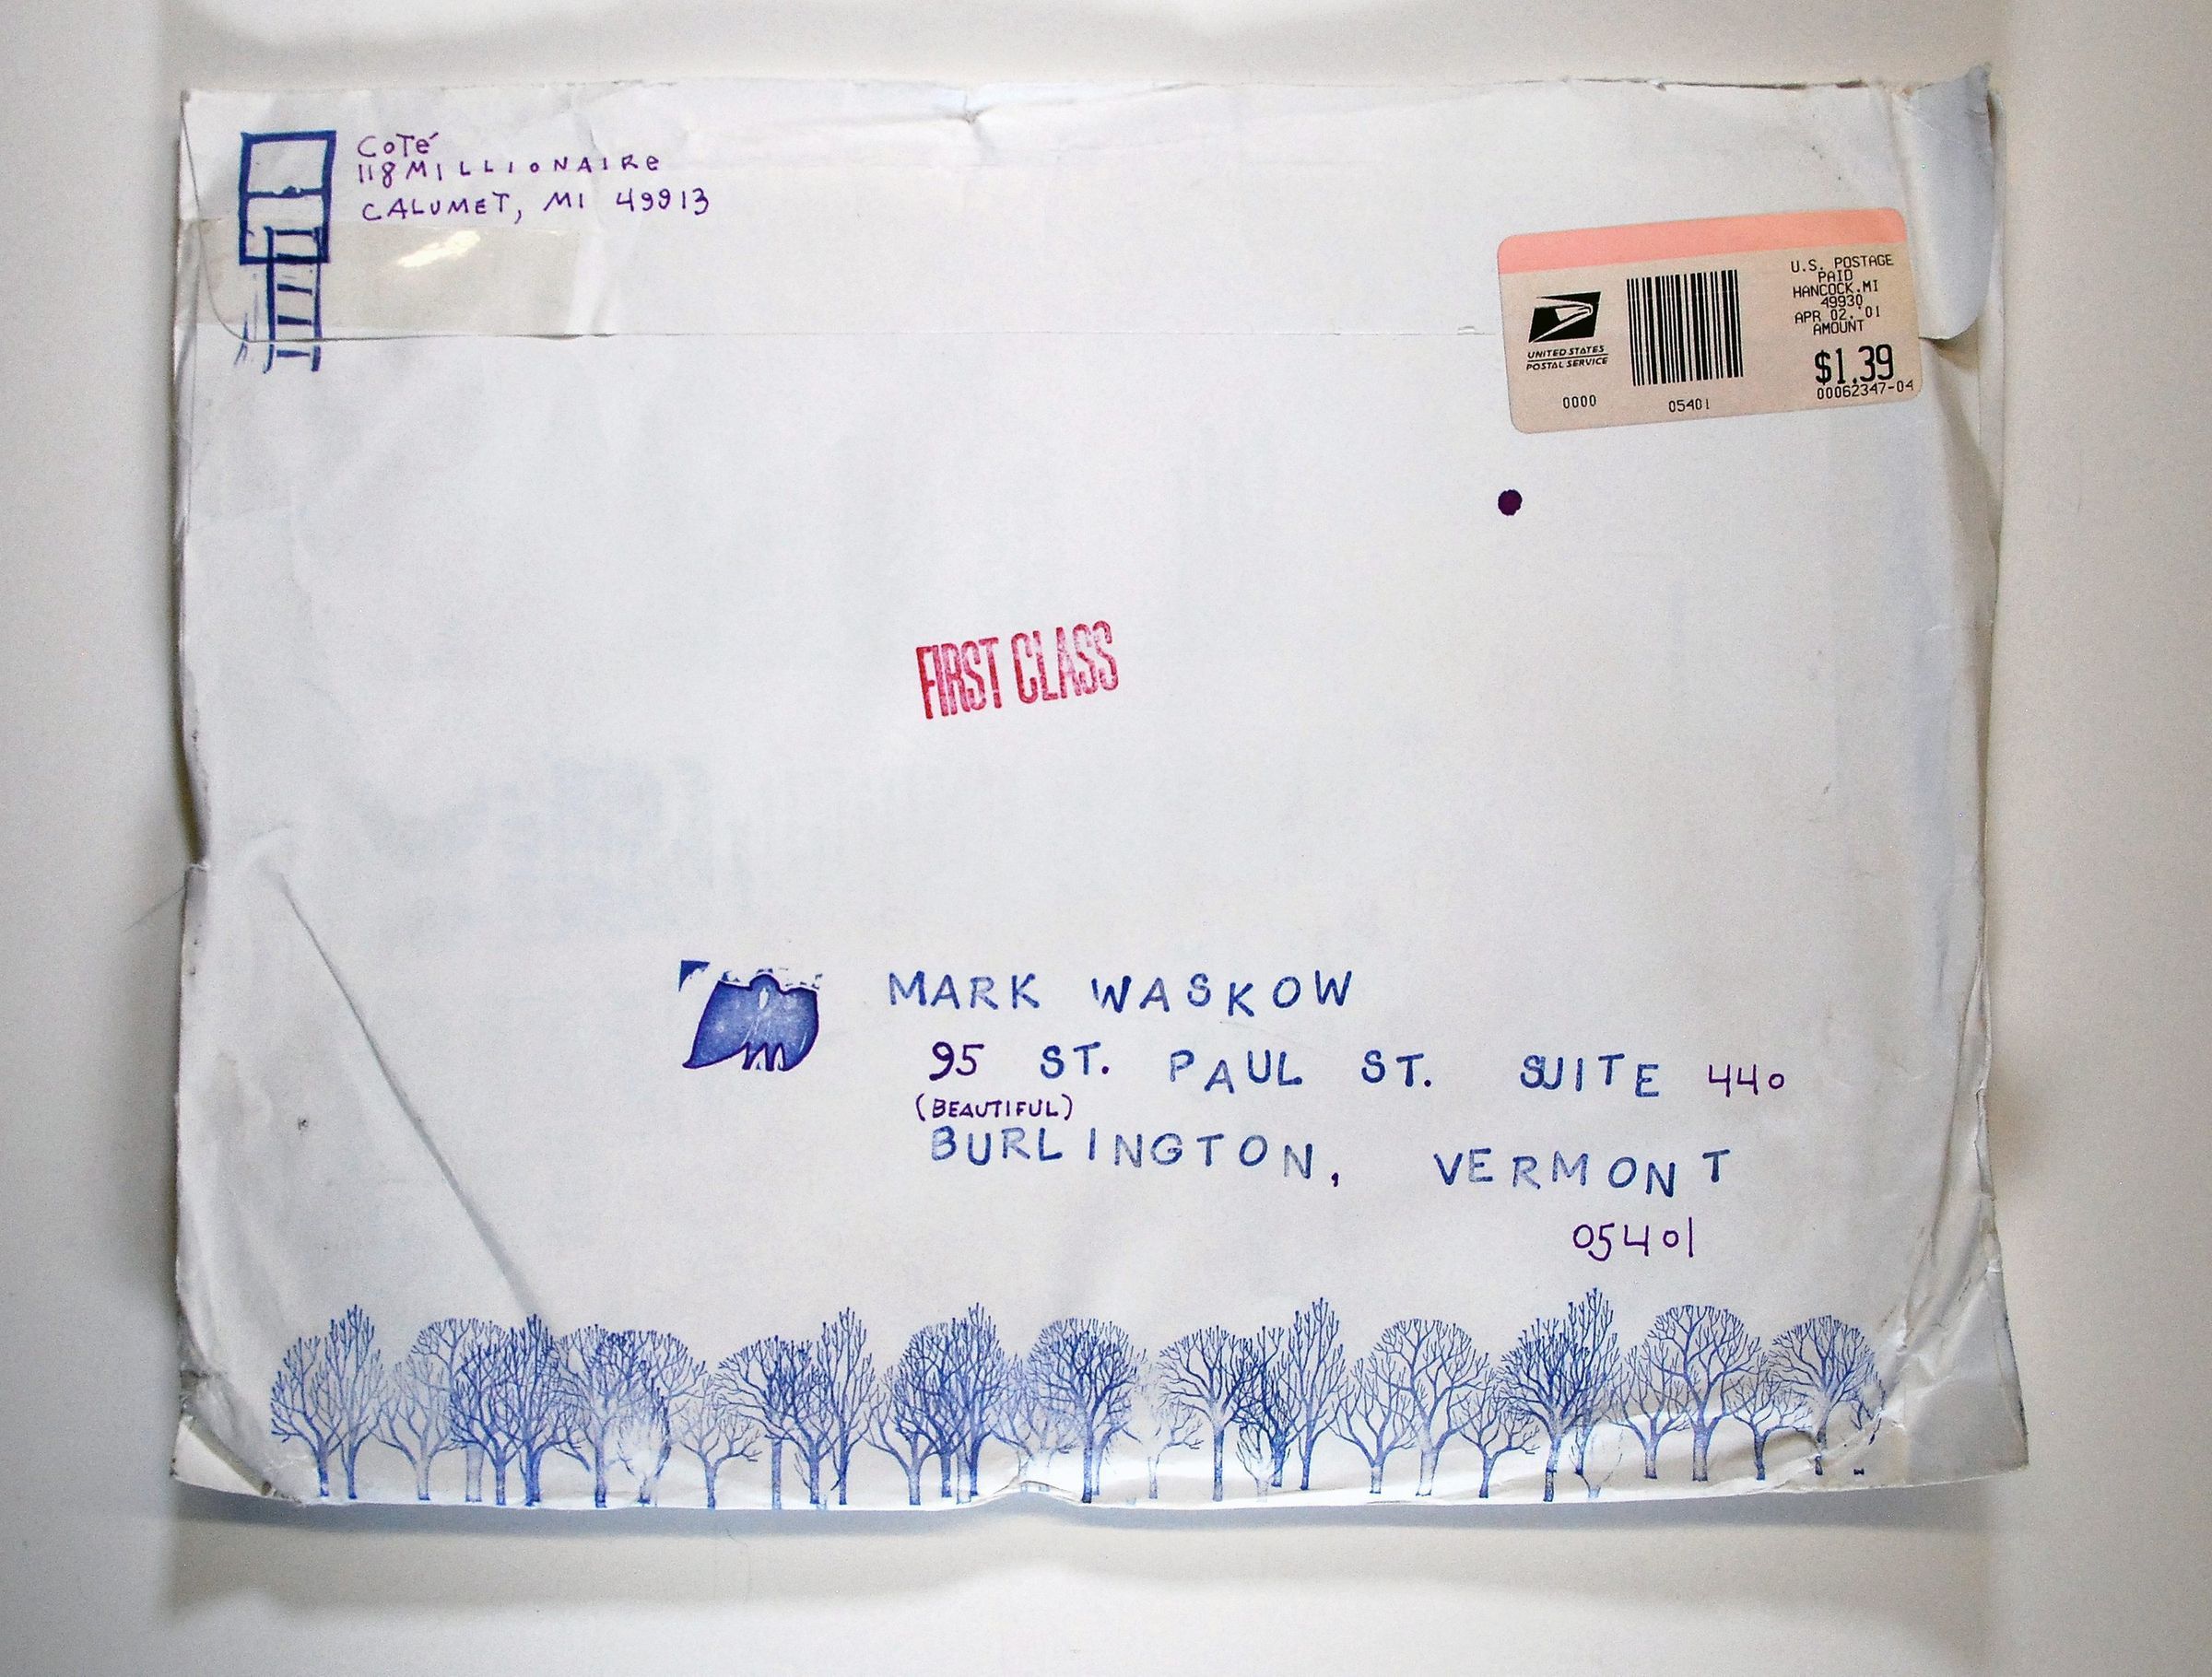 CoTé
118 MILLIONAIRe
CALUMET, MI 49913
U.S. POSTAGE
PAID
HANCOCK.MI
49930
APR 02, '01
AMOUNT
$1.39
00062347-04
UNITED STATES
POSTAL SERVICE
0000
05401
FIRST CLASS
MARK WASKOW
95 ST. PAUL ST. SUITE 440
(BEAUTIFUL)
BURLINGTON, VERMONT
05401